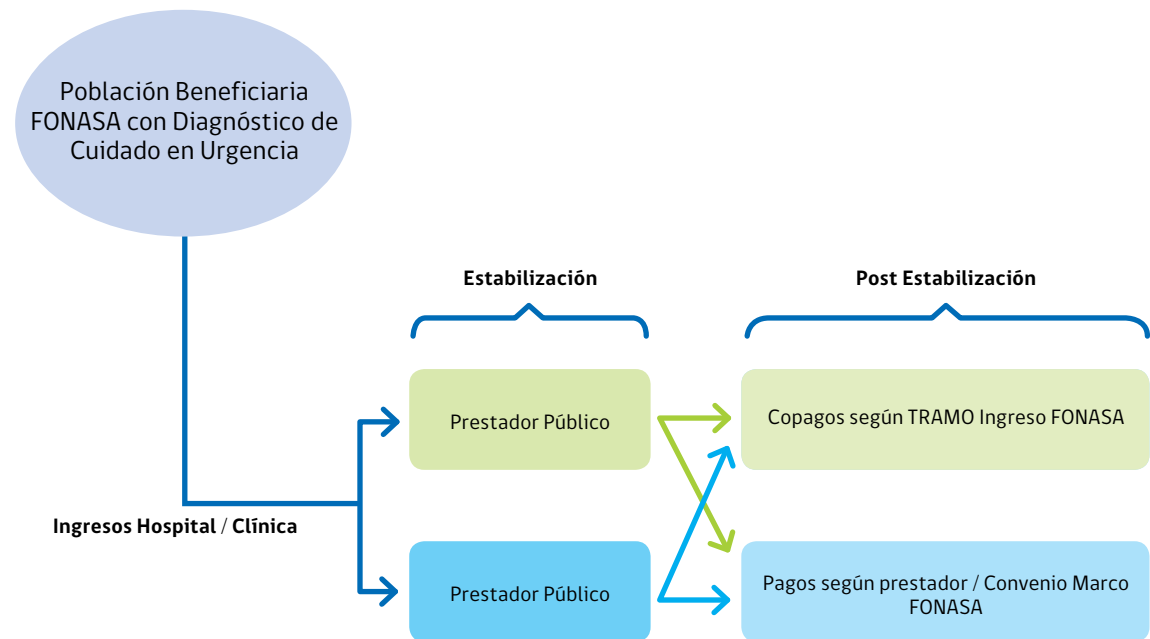 Población Beneficiaria
FONASA con Diagnóstico de
Cuidado en Urgencia
Estabilización
Post Estabilización
Prestador Público
Copagos según TRAMO Ingreso FONASA
Ingresos Hospital / Clínica
Prestador Público
Pagos según prestador / Convenio Marco
FONASA